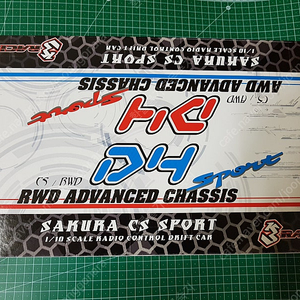 RACING
SAKURA CS SPORT
1/10 SCALE RADIO CONTROL DRIFT CAR
AWD ADVANCED CHASSIS
CS / AWD
D4 Sport
D4 Sport
CS / RWD
RWD ADVANCED CHASSIS
SAKURA CS SPORT
1/10 SCALE RADIO CONTROL DRIFT CAR